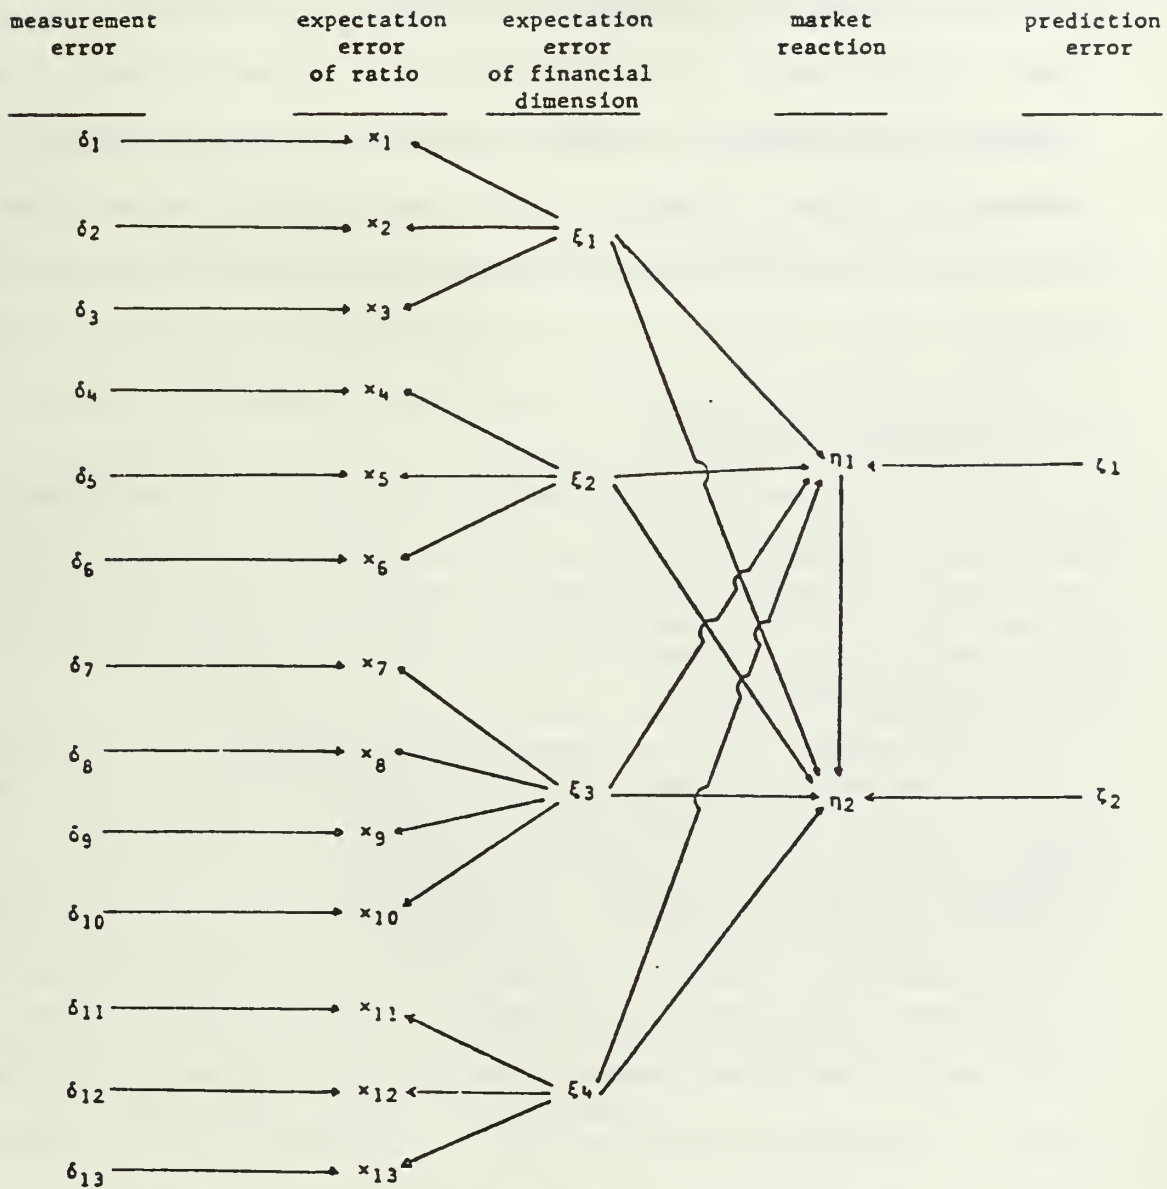 measurement error
expectation error of ratio
expectation error of financial dimension
market reaction
prediction error
δ1
x1
δ2
x2
ξ1
δ3
x3
δ4
x4
η1
ζ1
δ5
x5
ξ2
δ6
x6
δ7
x7
δ8
x8
ξ3
η2
ζ2
δ9
x9
δ10
x10
δ11
x11
δ12
x12
ξ4
δ13
x13